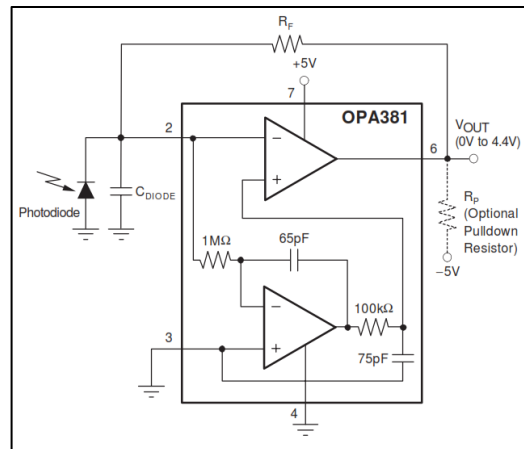 RF
+5V
7
OPA381
2
6
VOUT
(0V to 4.4V)
CDIODE
Photodiode
RP
(Optional
Pulldown
Resistor)
−5V
1MΩ
65pF
100kΩ
3
75pF
4